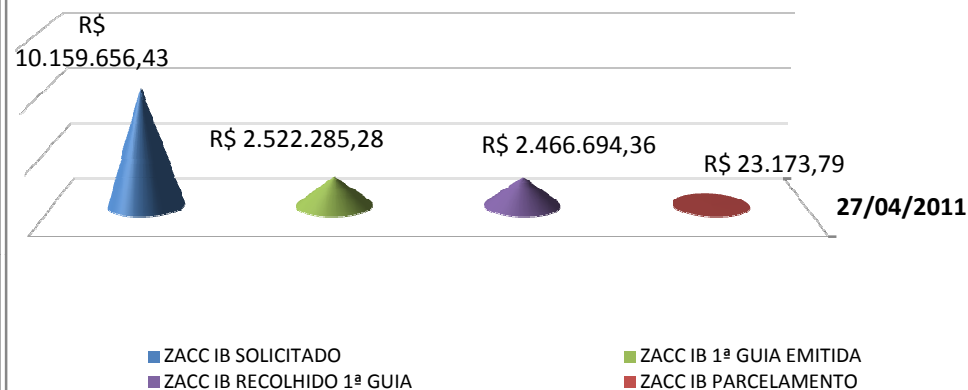 R$
10.159.656,43
R$ 2.522.285,28
R$ 2.466.694,36
R$ 23.173,79
27/04/2011
ZACC IB SOLICITADO
ZACC IB 1ª GUIA EMITIDA
ZACC IB RECOLHIDO 1ª GUIA
ZACC IB PARCELAMENTO